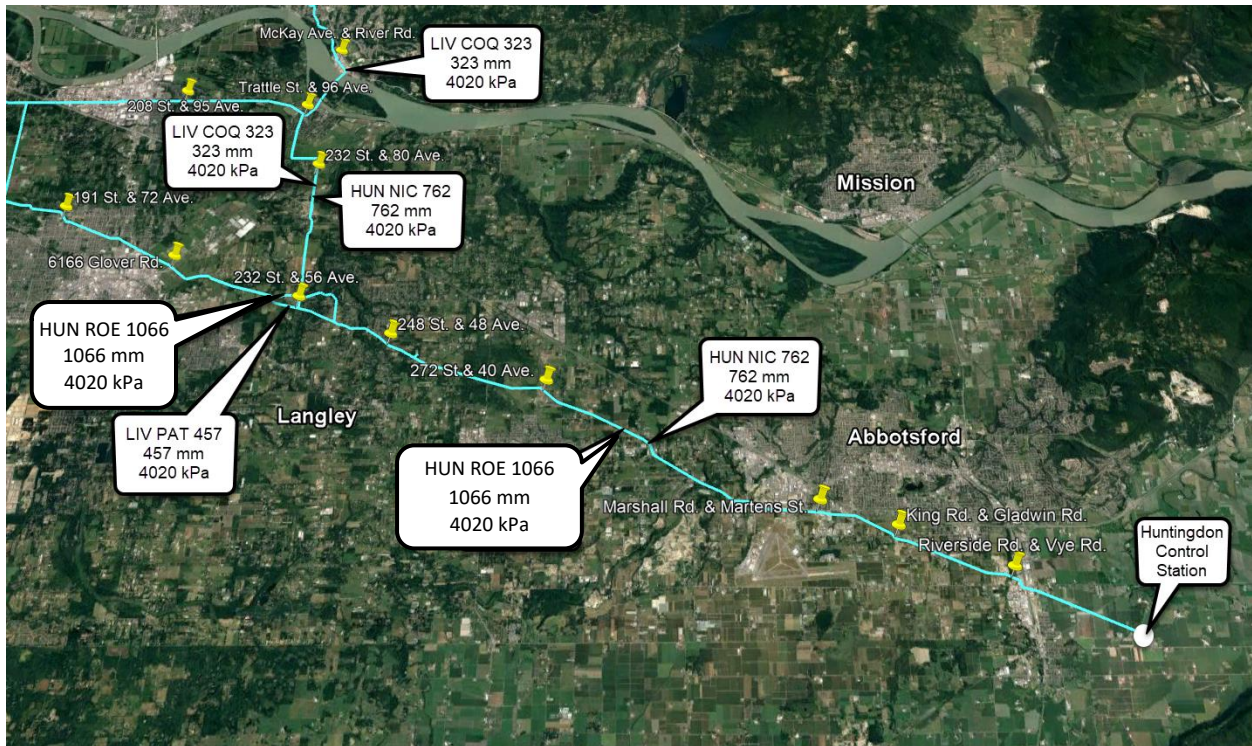 McKay Ave. & River Rd.
LIV COQ 323
323 mm
4020 kPa
Trattle St. & 96 Ave.
208 St. & 95 Ave.
LIV COQ 323
323 mm
4020 kPa
232 St. & 80 Ave.
HUN NIC 762
762 mm
4020 kPa
Mission
191 St. & 72 Ave.
6166 Glover Rd.
232 St. & 56 Ave.
HUN ROE 1066
1066 mm
4020 kPa
248 St. & 48 Ave.
272 St & 40 Ave.
HUN NIC 762
762 mm
4020 kPa
Langley
LIV PAT 457
457 mm
4020 kPa
Abbotsford
HUN ROE 1066
1066 mm
4020 kPa
Marshall Rd. & Martens St.
King Rd. & Gladwin Rd.
Riverside Rd. & Vye Rd.
Huntingdon
Control
Station